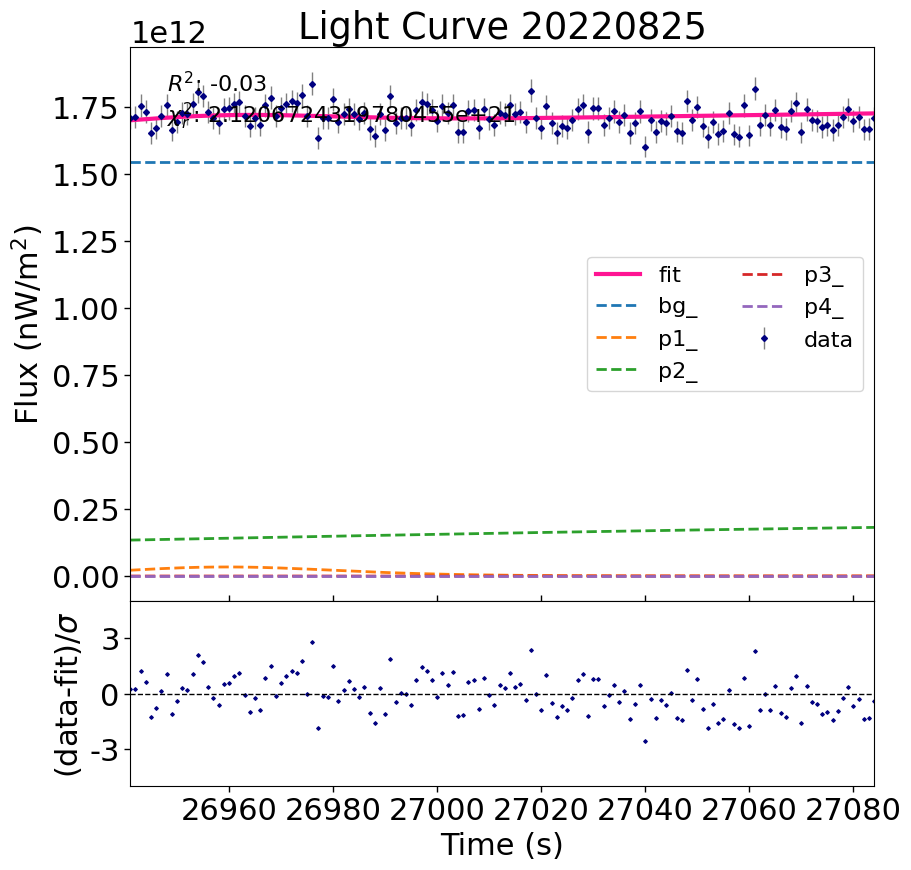 Light Curve 20220825
1e12
R²: -0.03
1.75
1.50
1.25
1.00
0.75
0.50
0.25
0.00
Flux (nW/m²)
fit
bg_
p1_
p2_
p3_
p4_
data
3
0
-3
(data-fit)/σ
26960 26980 27000 27020 27040 27060 27080
Time (s)